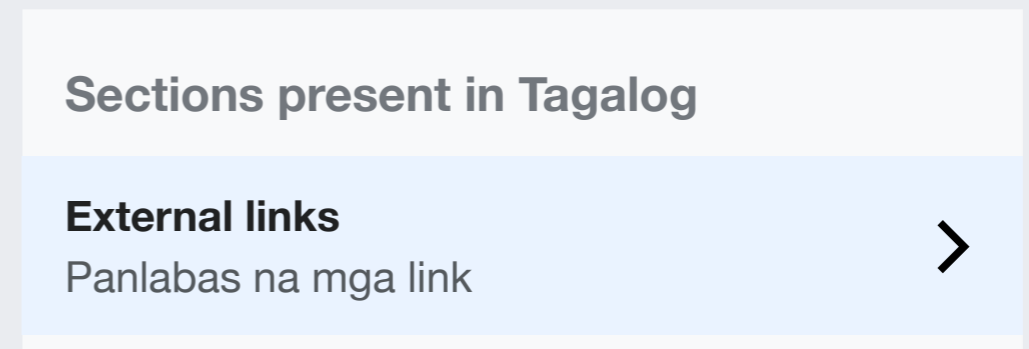 Sections present in Tagalog
External links
Panlabas na mga link